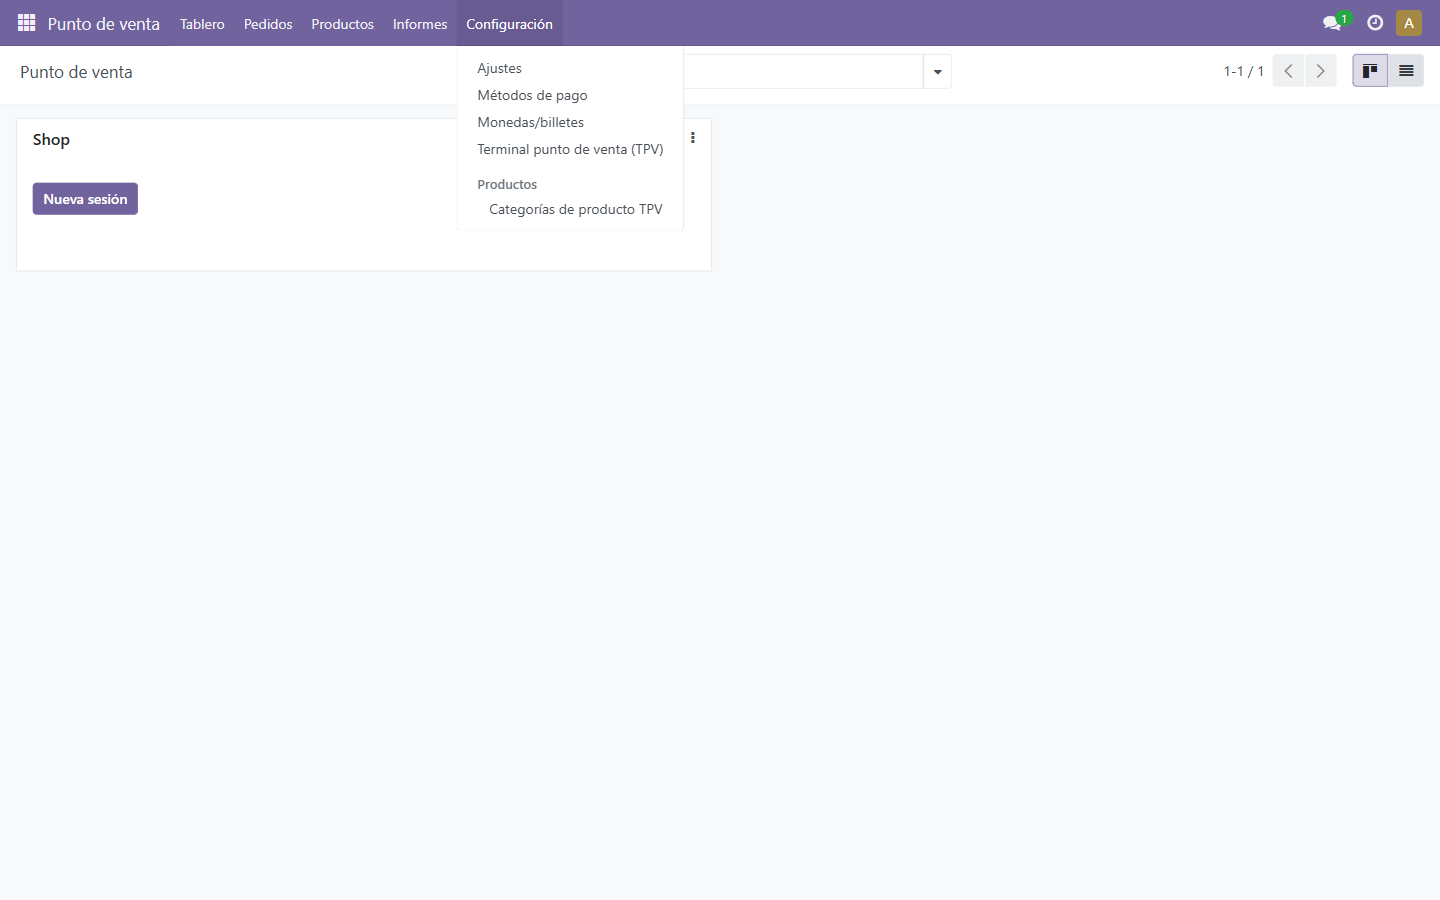 Punto de venta
Tablero
Pedidos
Productos
Informes
Configuración
1
A
Punto de venta
1-1 / 1
Ajustes
Métodos de pago
Monedas/billetes
Terminal punto de venta (TPV)
Productos
Categorías de producto TPV
Shop
Nueva sesión